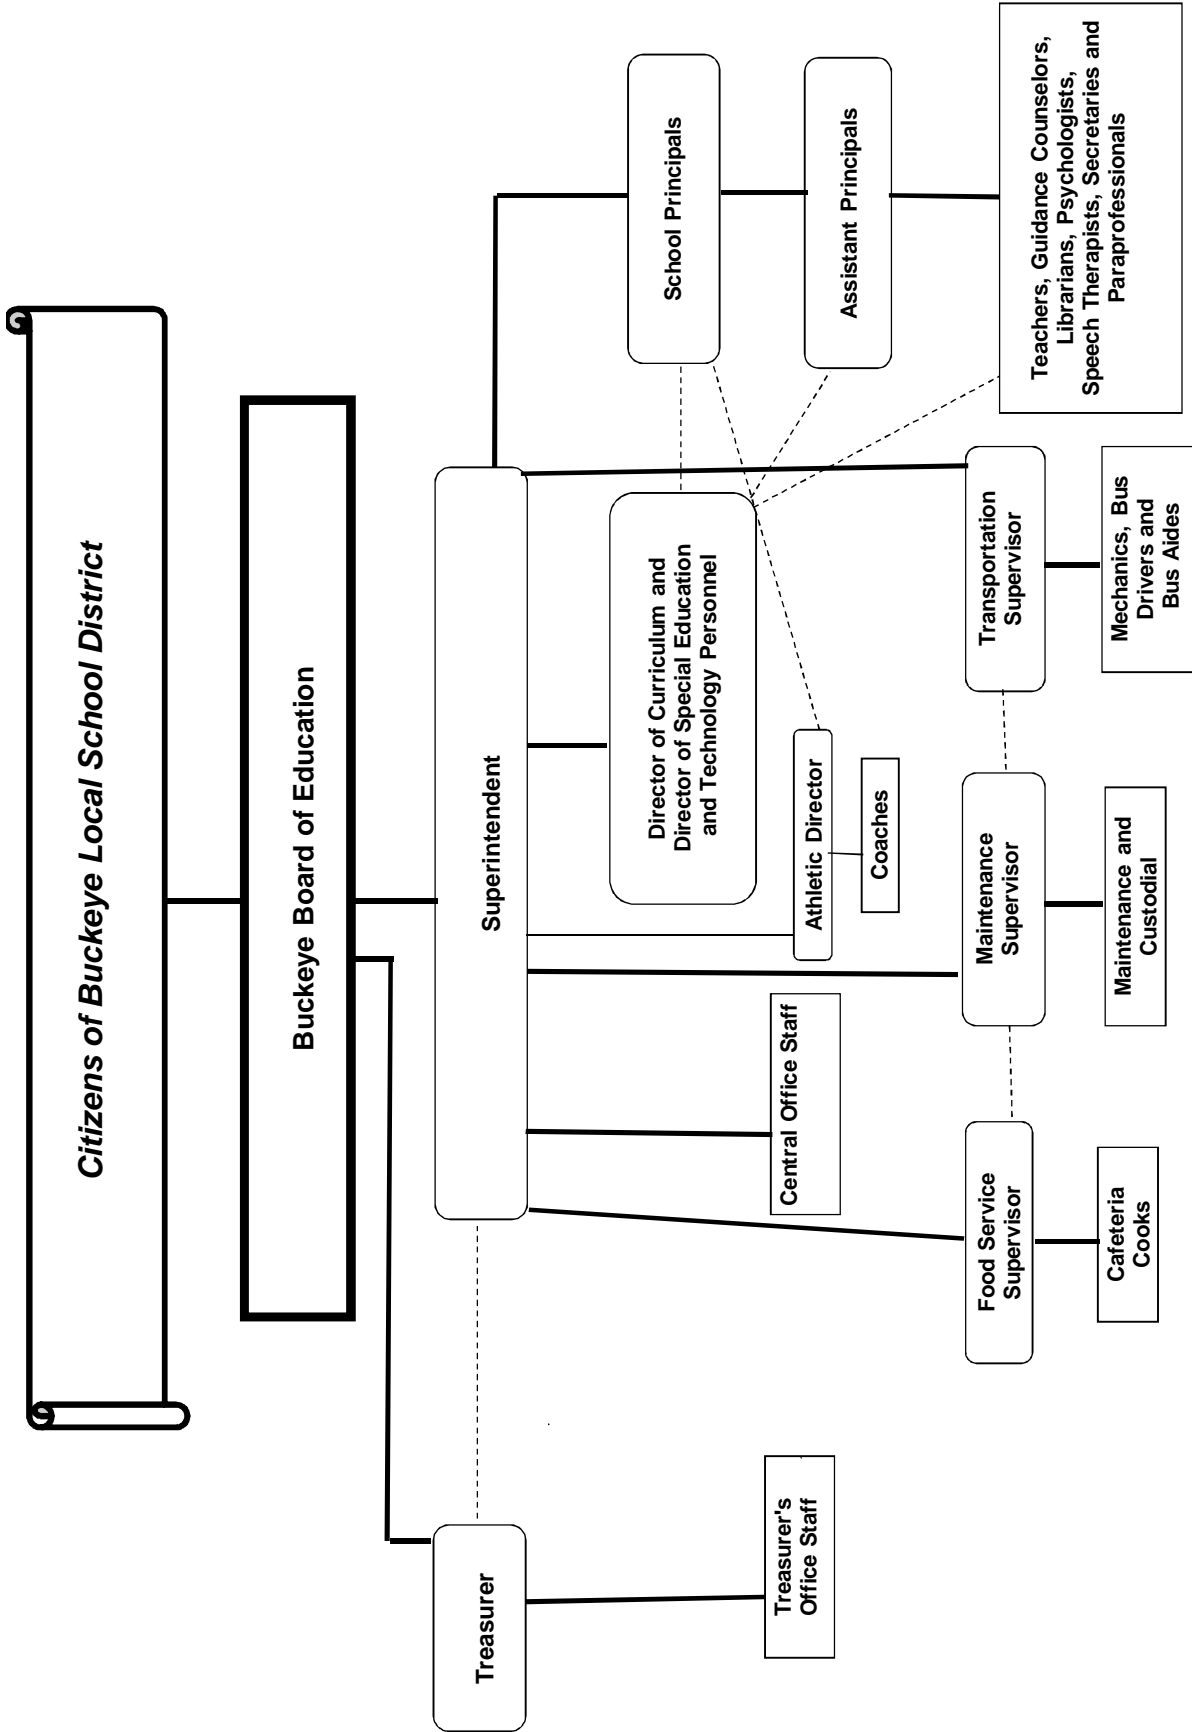 Citizens of Buckeye Local School District
Buckeye Board of Education
Treasurer
Superintendent
School Principals
Director of Curriculum and
Director of Special Education
and Technology Personnel
Assistant Principals
Treasurer's
Office Staff
Central Office Staff
Athletic Director
Coaches
Food Service
Supervisor
Maintenance
Supervisor
Transportation
Supervisor
Teachers, Guidance Counselors,
Librarians, Psychologists,
Speech Therapists, Secretaries and
Paraprofessionals
Cafeteria
Cooks
Maintenance and
Custodial
Mechanics, Bus
Drivers and
Bus Aides